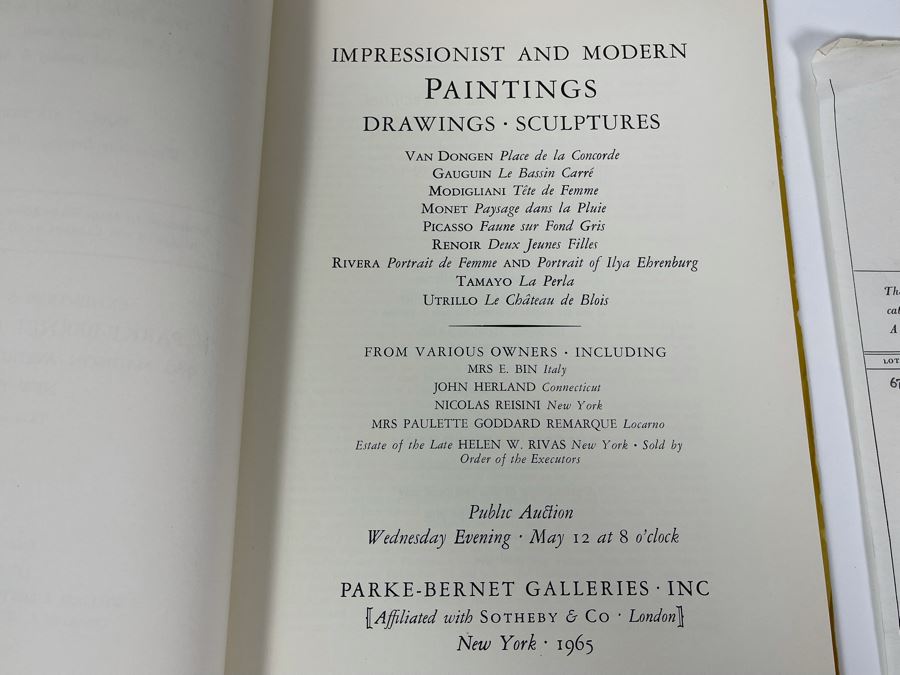 IMPRESSIONIST AND MODERN
PAINTINGS
DRAWINGS · SCULPTURES
VAN DONGEN Place de la Concorde
GAUGUIN Le Bassin Carré
MODIGLIANI Tête de Femme
MONET Paysage dans la Pluie
PICASSO Faune sur Fond Gris
RENOIR Deux Jeunes Filles
RIVERA Portrait de Femme AND Portrait of Ilya Ehrenburg
TAMAYO La Perla
UTRILLO Le Château de Blois
FROM VARIOUS OWNERS · INCLUDING
MRS E. BIN Italy
JOHN HERLAND Connecticut
NICOLAS REISINI New York
MRS PAULETTE GODDARD REMARQUE Locarno
Estate of the Late HELEN W. RIVAS New York · Sold by
Order of the Executors
Public Auction
Wednesday Evening · May 12 at 8 o'clock
PARKE-BERNET GALLERIES · INC
[Affiliated with SOTHEBY & CO · London]
New York · 1965
A
LOT